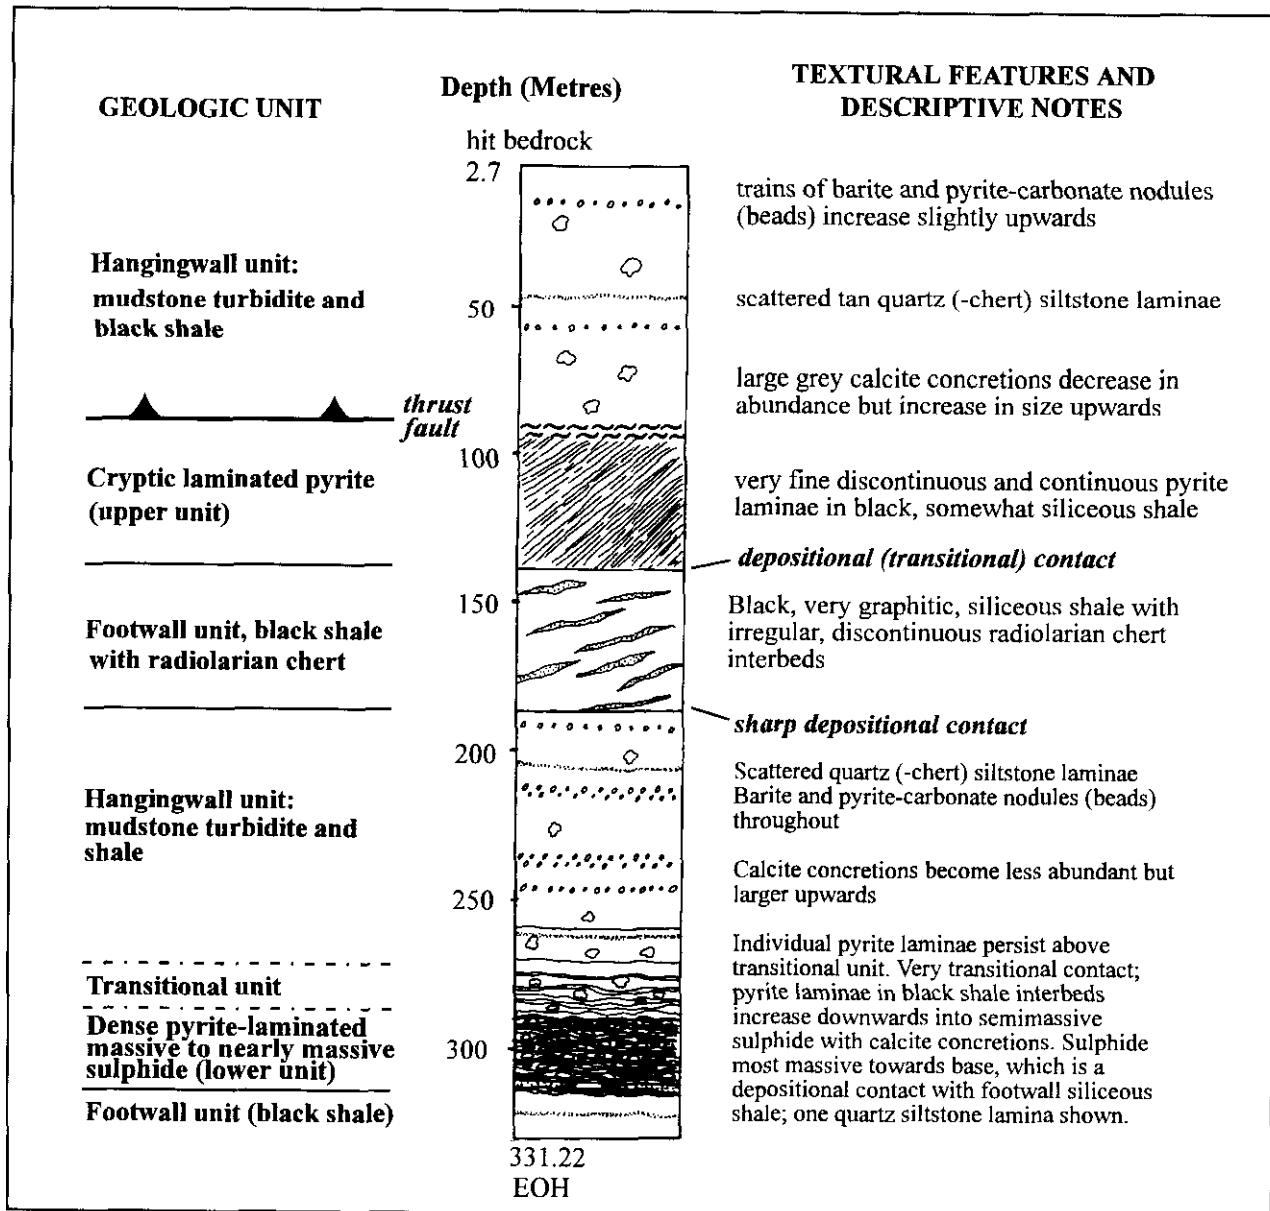 GEOLOGIC UNIT
Depth (Metres)
TEXTURAL FEATURES AND
DESCRIPTIVE NOTES
hit bedrock
2.7
50
100
150
200
250
300
331.22
EOH
Hangingwall unit:
mudstone turbidite and
black shale
thrust
fault
Cryptic laminated pyrite
(upper unit)
Footwall unit, black shale
with radiolarian chert
Hangingwall unit:
mudstone turbidite and
shale
Transitional unit
Dense pyrite-laminated
massive to nearly massive
sulphide (lower unit)
Footwall unit (black shale)
trains of barite and pyrite-carbonate nodules
(beads) increase slightly upwards
scattered tan quartz (-chert) siltstone laminae
large grey calcite concretions decrease in
abundance but increase in size upwards
very fine discontinuous and continuous pyrite
laminae in black, somewhat siliceous shale
depositional (transitional) contact
Black, very graphitic, siliceous shale with
irregular, discontinuous radiolarian chert
interbeds
sharp depositional contact
Scattered quartz (-chert) siltstone laminae
Barite and pyrite-carbonate nodules (beads)
throughout
Calcite concretions become less abundant but
larger upwards
Individual pyrite laminae persist above
transitional unit. Very transitional contact;
pyrite laminae in black shale interbeds
increase downwards into semimassive
sulphide with calcite concretions. Sulphide
most massive towards base, which is a
depositional contact with footwall siliceous
shale; one quartz siltstone lamina shown.